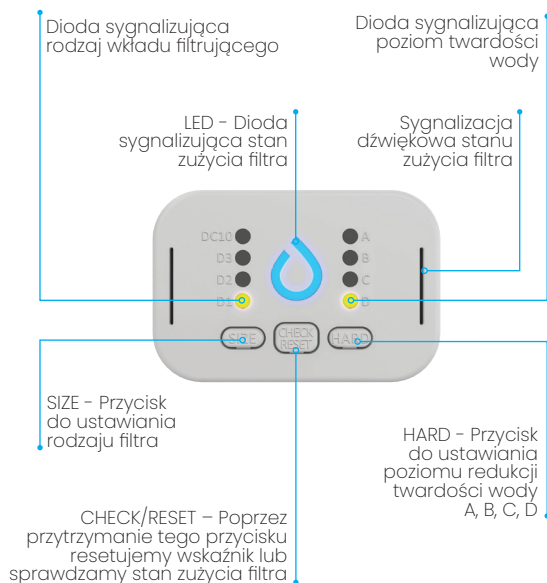 Dioda sygnalizująca
rodzaj wkładu filtrującego
Dioda sygnalizująca
poziom twardości
wody
LED - Dioda
sygnalizująca stan
zużycia filtra
Sygnalizacja
dźwiękowa stanu
zużycia filtra
DC10
D3
D2
D1
A
B
C
D
SIZE
CHECK
RESET
HARD
SIZE - Przycisk
do ustawiania
rodzaju filtra
HARD - Przycisk
do ustawiania
poziomu redukcji
twardości wody
A, B, C, D
CHECK/RESET – Poprzez
przytrzymanie tego przycisku
resetujemy wskaźnik lub
sprawdzamy stan zużycia filtra